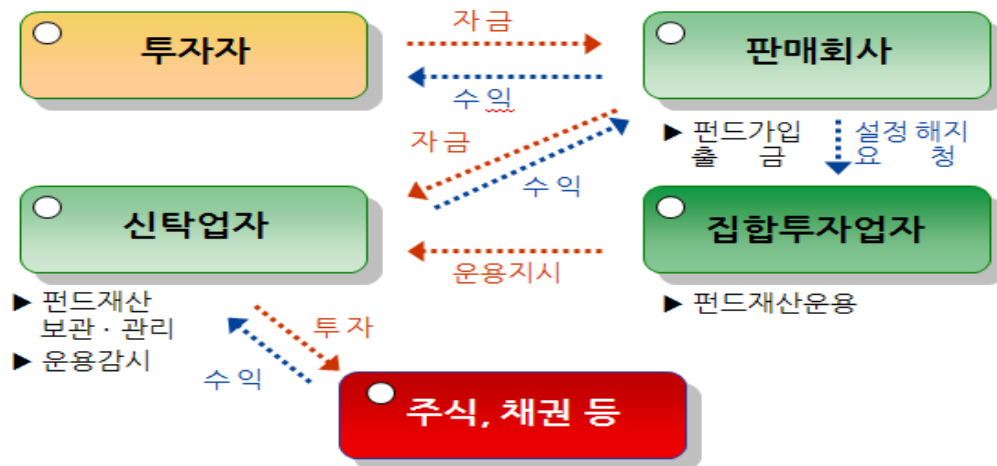 투자자
자 금
수 익
판매회사
▶ 펀드가입
출 금
설정 해지
요 청
자 금
수 익
신탁업자
▶ 펀드재산
보관 · 관리
▶ 운용감시
운용지시
집합투자업자
▶ 펀드재산운용
투 자
수 익
주식, 채권 등